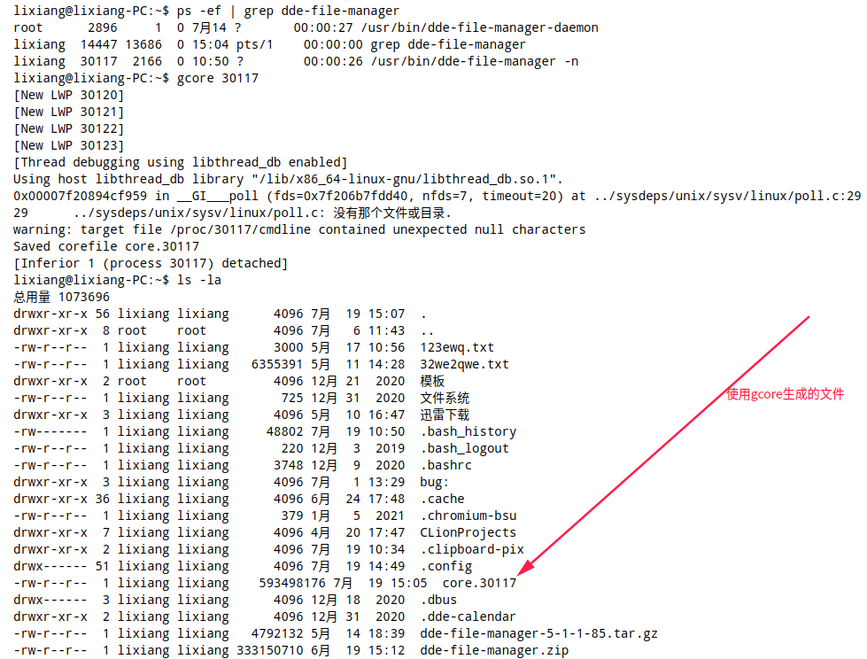 lixiang@lixiang-PC:~$ ps -ef | grep dde-file-manager
root      2896     1  0 7月14 ?       00:00:27 /usr/bin/dde-file-manager-daemon
lixiang  14447 13686  0 15:04 pts/1    00:00:00 grep dde-file-manager
lixiang  30117  2166  0 10:50 ?        00:00:26 /usr/bin/dde-file-manager -n
lixiang@lixiang-PC:~$ gcore 30117
[New LWP 30120]
[New LWP 30121]
[New LWP 30122]
[New LWP 30123]
[Thread debugging using libthread_db enabled]
Using host libthread_db library "/lib/x86_64-linux-gnu/libthread_db.so.1".
0x00007f20894cf959 in __GI___poll (fds=0x7f206b7fdd40, nfds=7, timeout=20) at ../sysdeps/unix/sysv/linux/poll.c:29
29      ../sysdeps/unix/sysv/linux/poll.c: 没有那个文件或目录.
warning: target file /proc/30117/cmdline contained unexpected null characters
Saved corefile core.30117
[Inferior 1 (process 30117) detached]
lixiang@lixiang-PC:~$ ls -la
总用量 1073696
drwxr-xr-x 56 lixiang lixiang      4096 7月  19 15:07  .
drwxr-xr-x  8 root    root         4096 7月   6 11:43  ..
-rw-r--r--  1 lixiang lixiang      3000 5月  17 10:56  123ewq.txt
-rw-r--r--  1 lixiang lixiang   6355391 5月  11 14:28  32we2qwe.txt
drwxr-xr-x  2 root    root         4096 12月 21  2020  模板
-rw-r--r--  1 lixiang lixiang       725 12月 31  2020  文件系统
drwxr-xr-x  3 lixiang lixiang      4096 5月  10 16:47  迅雷下载
-rw-------  1 lixiang lixiang     48802 7月  19 10:50  .bash_history
-rw-r--r--  1 lixiang lixiang       220 12月  3  2019  .bash_logout
-rw-r--r--  1 lixiang lixiang      3748 12月  9  2020  .bashrc
drwxr-xr-x  3 lixiang lixiang      4096 7月   1 13:29  bug:
drwxr-xr-x 36 lixiang lixiang      4096 6月  24 17:48  .cache
-rw-r--r--  1 lixiang lixiang       379 1月   5  2021  .chromium-bsu
drwxr-xr-x  7 lixiang lixiang      4096 4月  20 17:47  CLionProjects
drwxr-xr-x  2 lixiang lixiang      4096 7月  19 10:34  .clipboard-pix
drwx------ 51 lixiang lixiang      4096 7月  19 14:49  .config
-rw-r--r--  1 lixiang lixiang    593498176 7月  19 15:05  core.30117
drwx------  3 lixiang lixiang      4096 12月 18  2020  .dbus
drwxr-xr-x  2 lixiang lixiang      4096 12月 31  2020  .dde-calendar
-rw-r--r--  1 lixiang lixiang   4792132 5月  14 18:39  dde-file-manager-5-1-1-85.tar.gz
-rw-r--r--  1 lixiang lixiang 333150710 6月  19 15:12  dde-file-manager.zip
使用gcore生成的文件